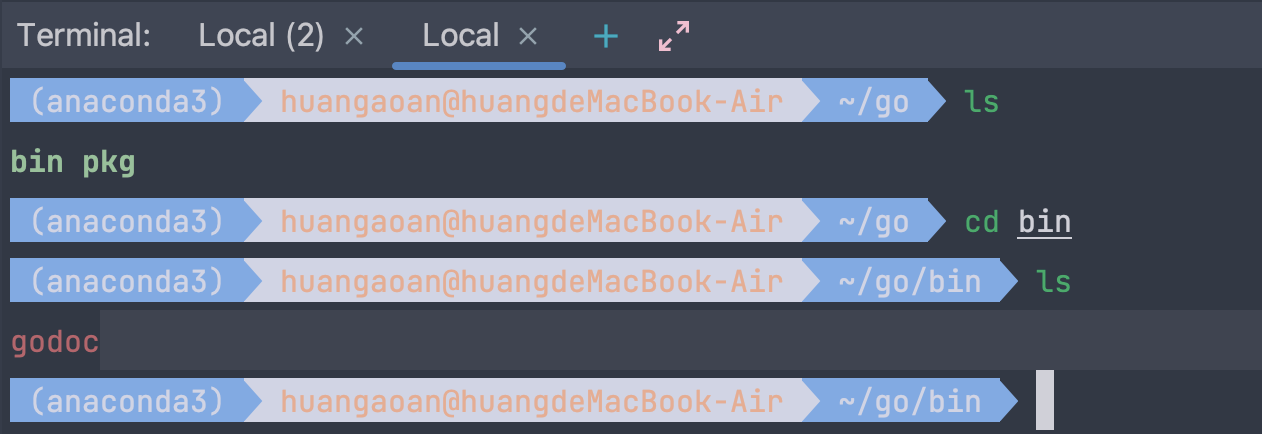 Terminal: Local (2) × Local × +
(anaconda3) huangaoan@huangdeMacBook-Air ~/go ls
bin pkg
(anaconda3) huangaoan@huangdeMacBook-Air ~/go cd bin
(anaconda3) huangaoan@huangdeMacBook-Air ~/go/bin ls
godoc
(anaconda3) huangaoan@huangdeMacBook-Air ~/go/bin